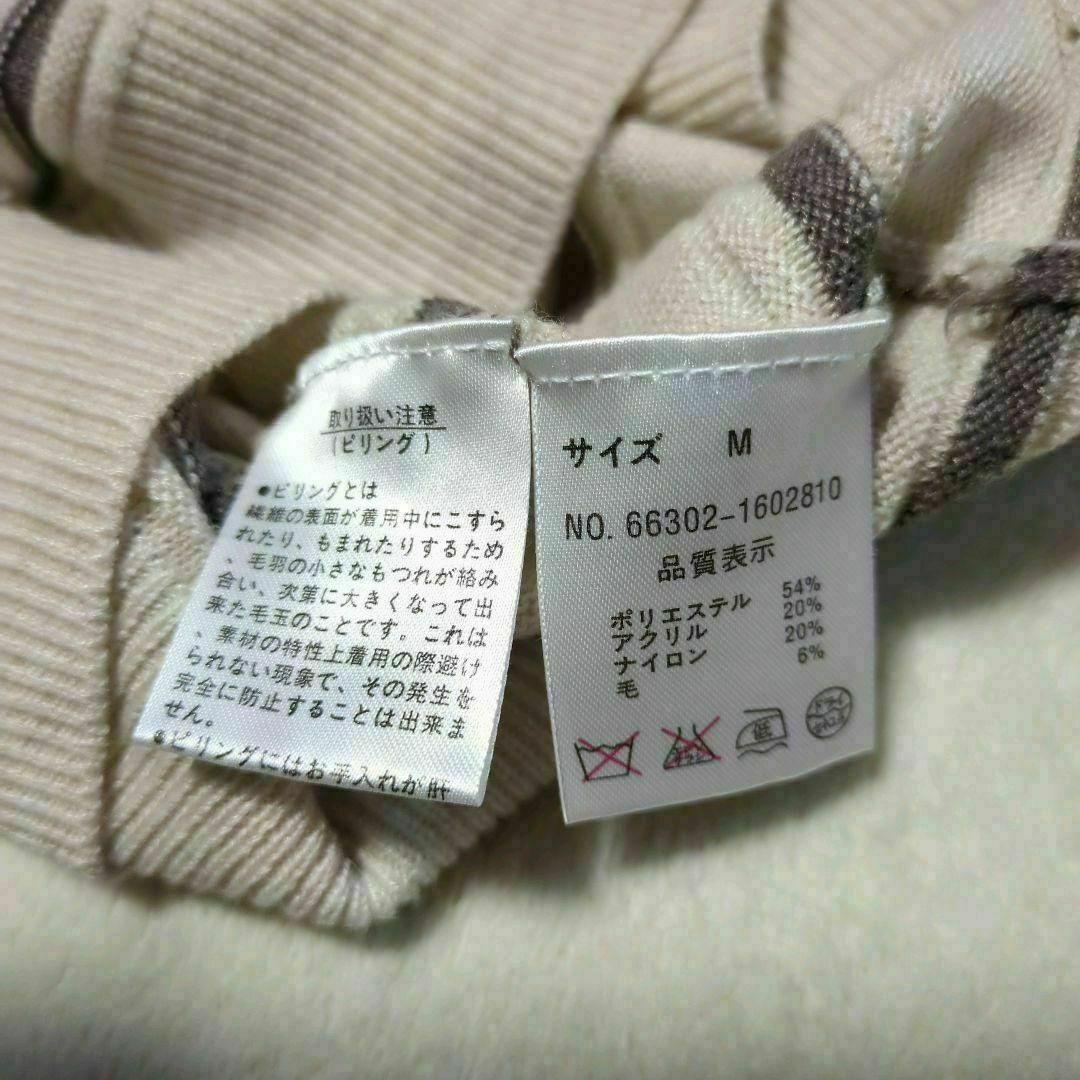 取り扱い注意
(ピリング)
●ピリングとは
繊維の表面が着用中にこすら
れたり、もまれたりするため
、毛羽の小さなもつれが絡み
合い、次第に大きくなって出
来た毛玉のことです。これは
、素材の特性上着用の際避け
られない現象で、その発生を
完全に防止することは出来ま
せん。
●ピリングにはお手入れが肝
サイズ M
NO. 66302-1602810
品質表示
ポリエステル 54%
アクリル 20%
ナイロン 20%
毛 6%
低
ドライ